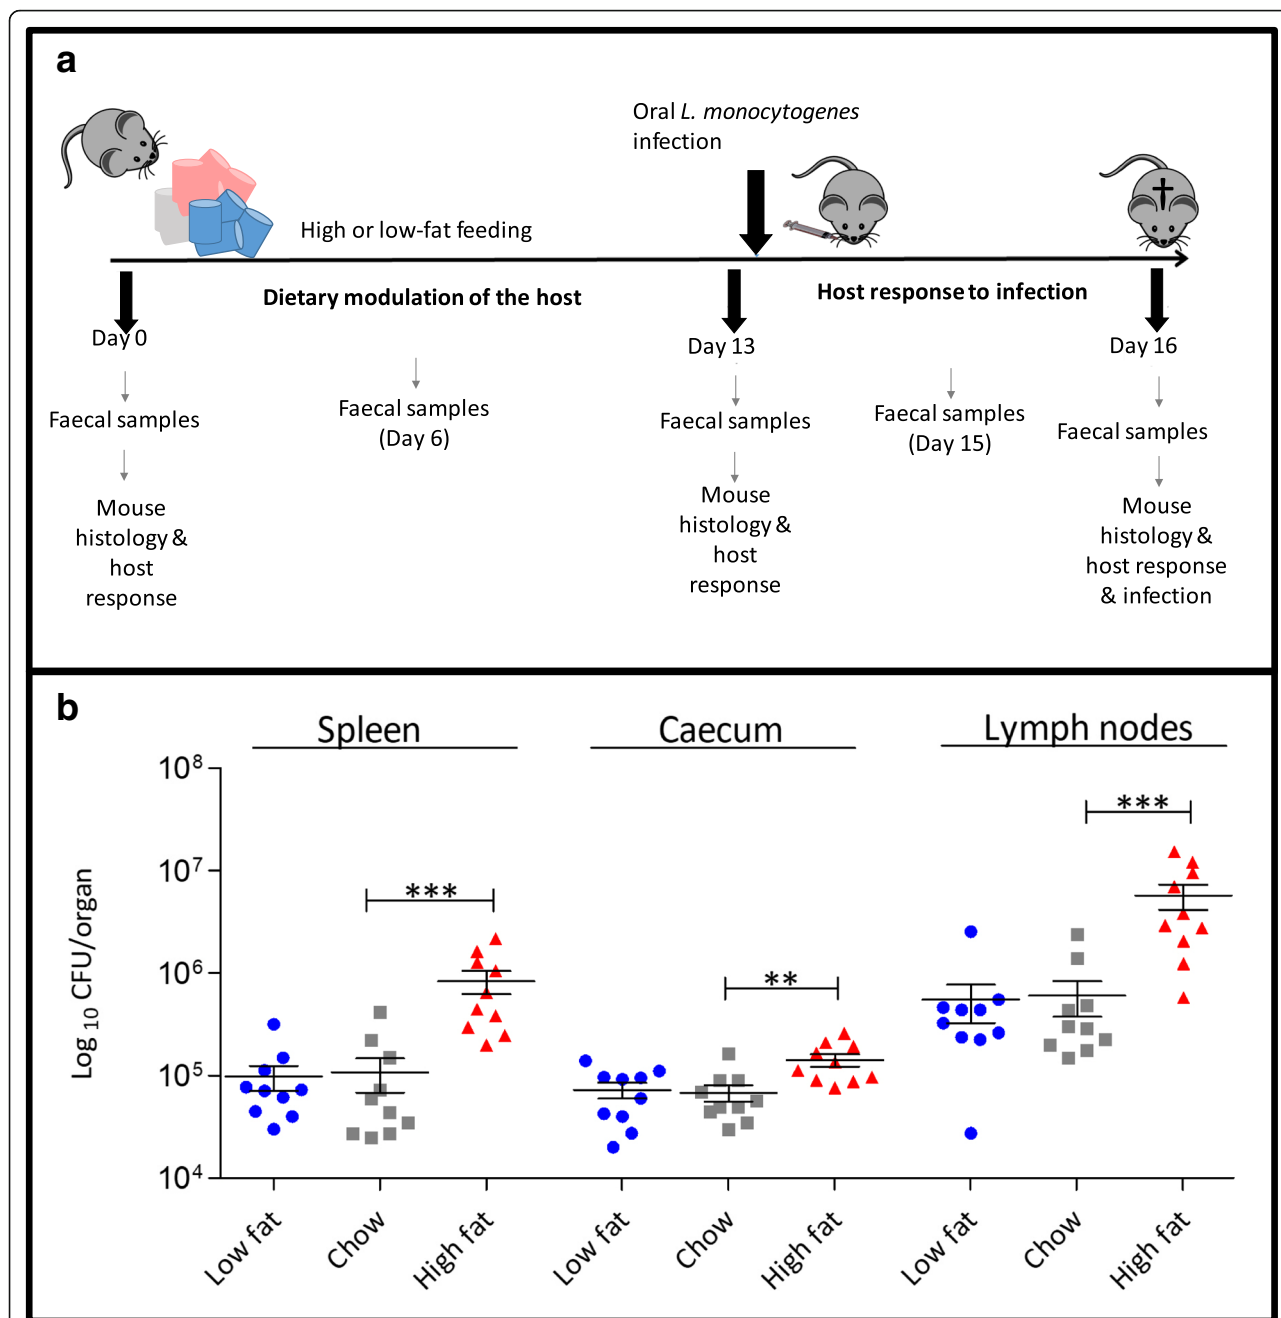 a
Oral L. monocytogenes
infection
High or low-fat feeding
Dietary modulation of the host
Host response to infection
Day 0
Day 13
Day 16
Faecal samples
Faecal samples
(Day 6)
Faecal samples
Faecal samples
(Day 15)
Faecal samples
Mouse
histology &
host
response
Mouse
histology &
host
response
Mouse
histology &
host response
& infection
b
Spleen
Caecum
Lymph nodes
Log 10 CFU/organ
10⁸
10⁷
10⁶
10⁵
10⁴
***
**
***
Low fat
Chow
High fat
Low fat
Chow
High fat
Low fat
Chow
High fat